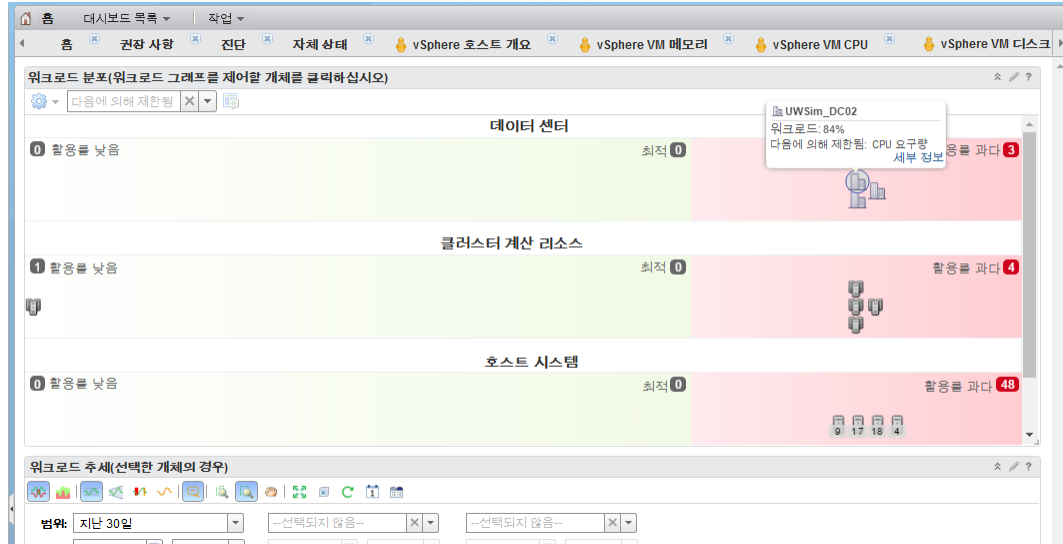 홈 대시보드 목록 작업
홈 권장 사항 진단 자체 상태 vSphere 호스트 개요 vSphere VM 메모리 vSphere VM CPU vSphere VM 디스크
워크로드 분포(워크로드 그래프를 제어할 개체를 클릭하십시오)
다음에 의해 제한됨
UWSim_DC02
워크로드: 84%
다음에 의해 제한됨: CPU 요구량
세부 정보
데이터 센터
0 활용률 낮음 최적 0 용률 과다 3
클러스터 계산 리소스
1 활용률 낮음 최적 0 활용률 과다 4
호스트 시스템
0 활용률 낮음 최적 0 활용률 과다 48
9 17 18 4
워크로드 추세(선택한 개체의 경우)
1
범위: 지난 30일 --선택되지 않음-- --선택되지 않음--